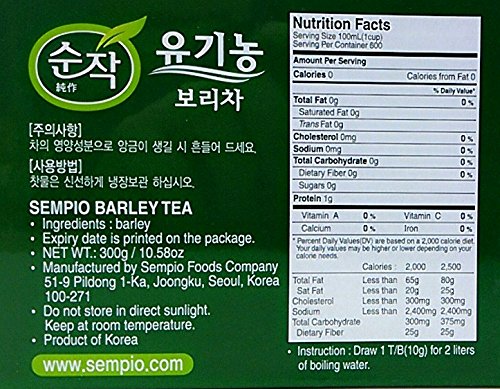 순작
純作
유기농
보리차
[주의사항]
차의 영양성분으로 앙금이 생길 시 흔들어 드세요.
[사용방법]
찻물은 신선하게 냉장보관 하십시오.
SEMPIO BARLEY TEA
• Ingredients : barley
• Expiry date is printed on the package.
• NET WT.: 300g / 10.58oz
• Manufactured by Sempio Foods Company
51-9 Pildong 1-Ka, Joongku, Seoul, Korea
100-271
• Do not store in direct sunlight.
Keep at room temperature.
• Product of Korea
www.sempio.com
Nutrition Facts
Serving Size 100mL(1cup)
Serving Per Container 600
Amount Per Serving
Calories 0 Calories from Fat 0
% Daily Value*
Total Fat 0g 0 %
Saturated Fat 0g
Trans Fat 0g
Cholesterol 0mg 0 %
Sodium 0mg 0 %
Total Carbohydrate 0g 0 %
Dietary Fiber 0g 0 %
Sugars 0g
Protein 1g
Vitamin A 0 % Vitamin C 0 %
Calcium 0 % Iron 0 %
* Percent Daily Values(DV) are based on a 2,000 calorie diet.
Your daily values may be higher or lower depending on your
calorie needs.
Calories : 2,000 2,500
Total Fat Less than 65g 80g
Sat Fat Less than 20g 25g
Cholesterol Less than 300mg 300mg
Sodium Less than 2,400mg 2,400mg
Total Carbohydrate 300mg 375mg
Dietary Fiber 25g 25g
• Instruction : Draw 1 T/B(10g) for 2 liters
of boiling water.